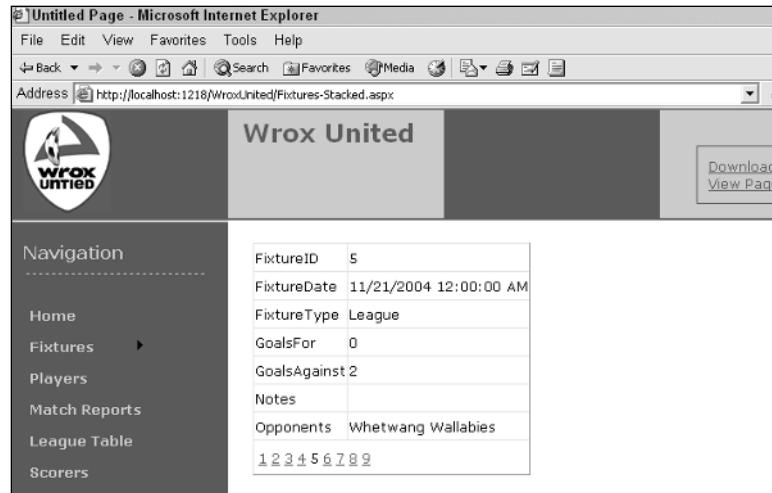 Untitled Page - Microsoft Internet Explorer
File Edit View Favorites Tools Help
Back Search Favorites Media
Address http://localhost:1218/WroxUnited/Fixtures-Stacked.aspx
WROX
UNTIED
Wrox United
Download
View Pag
Navigation
Home
Fixtures
Players
Match Reports
League Table
Scorers
FixtureID 5
FixtureDate 11/21/2004 12:00:00 AM
FixtureType League
GoalsFor 0
GoalsAgainst 2
Notes
Opponents Whetwang Wallabies
1 2 3 4 5 6 7 8 9